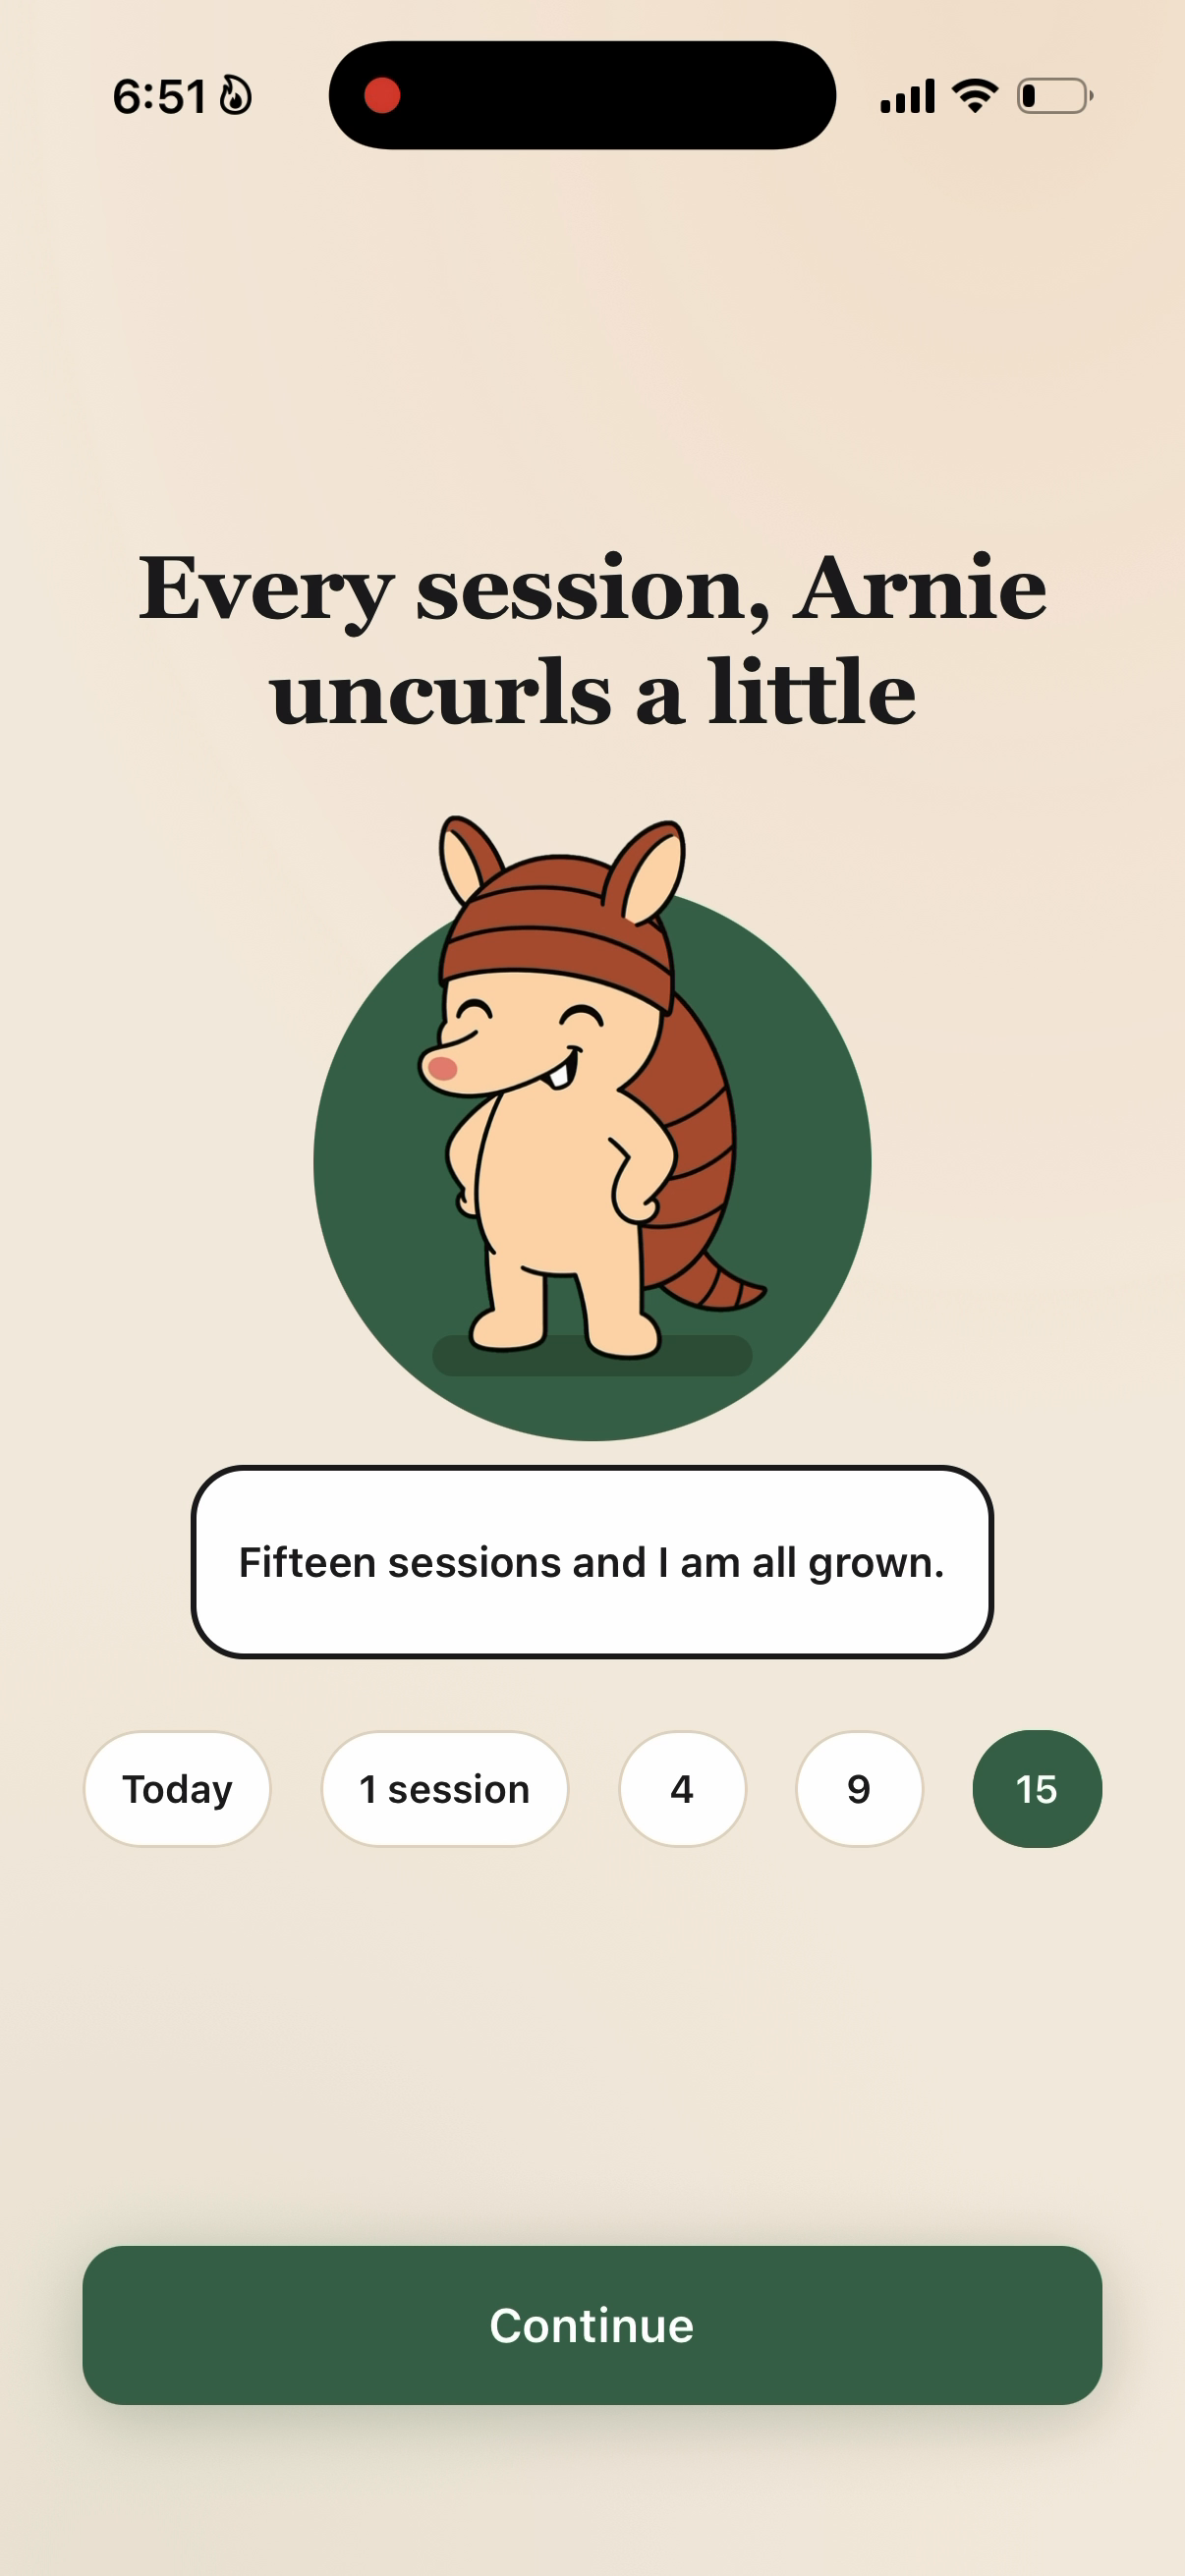 6:51
Every session, Arnie
uncurls a little
Fifteen sessions and I am all grown.
Today
1 session
4
9
15
Continue